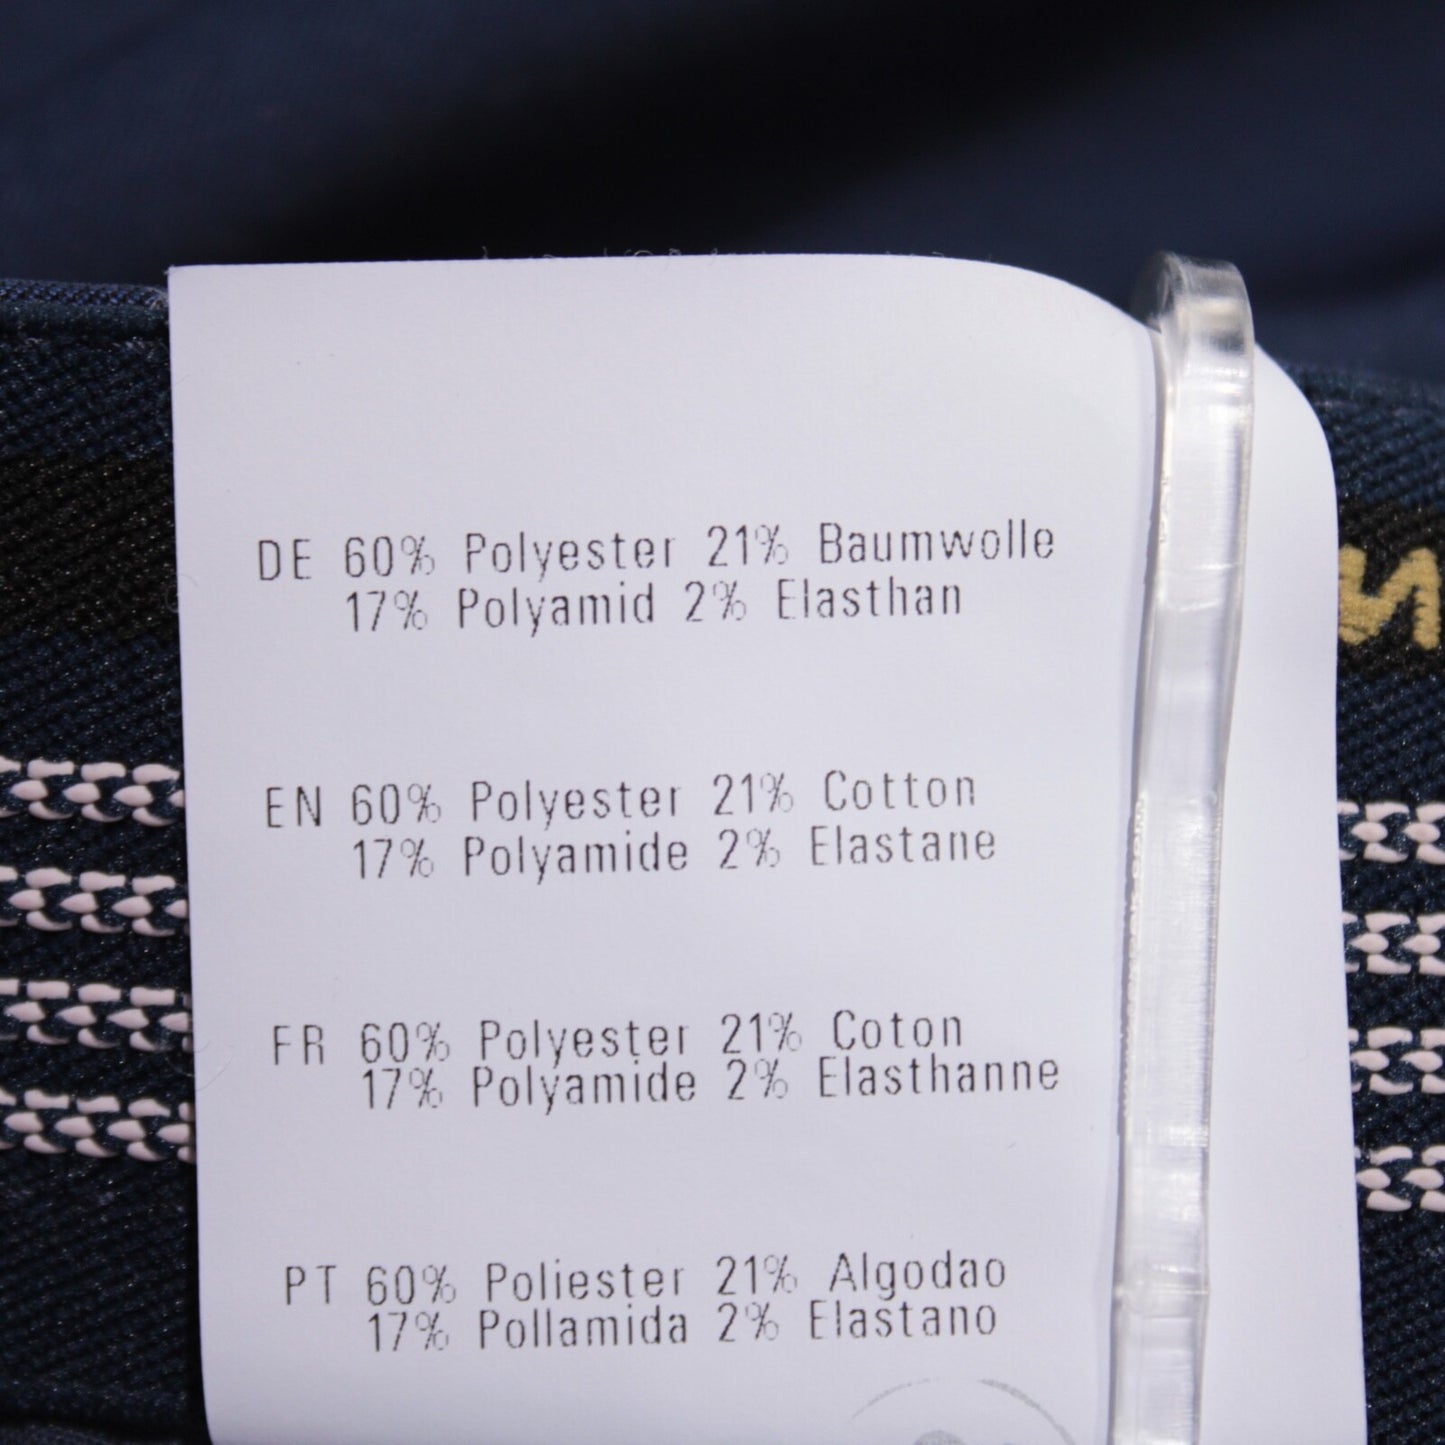 DE 60% Polyester 21% Baumwolle
17% Polyamid 2% Elasthan
EN 60% Polyester 21% Cotton
17% Polyamide 2% Elastane
FR 60% Polyester 21% Coton
17% Polyamide 2% Elasthanne
PT 60% Poliester 21% Algodao
17% Pollamida 2% Elastano